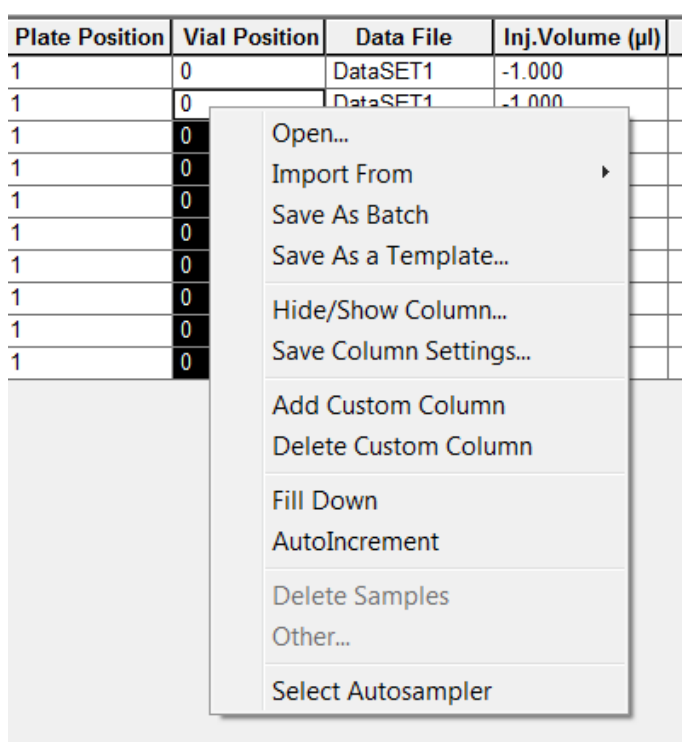 Plate Position Vial Position Data File Inj.Volume (µl)
1 0 DataSET1 -1.000
1 0 DataSET1 -1.000
1 0
1 0
1 0
1 0
1 0
1 0
1 0
1 0
Open...
Import From
Save As Batch
Save As a Template...
Hide/Show Column...
Save Column Settings...
Add Custom Column
Delete Custom Column
Fill Down
AutoIncrement
Delete Samples
Other...
Select Autosampler